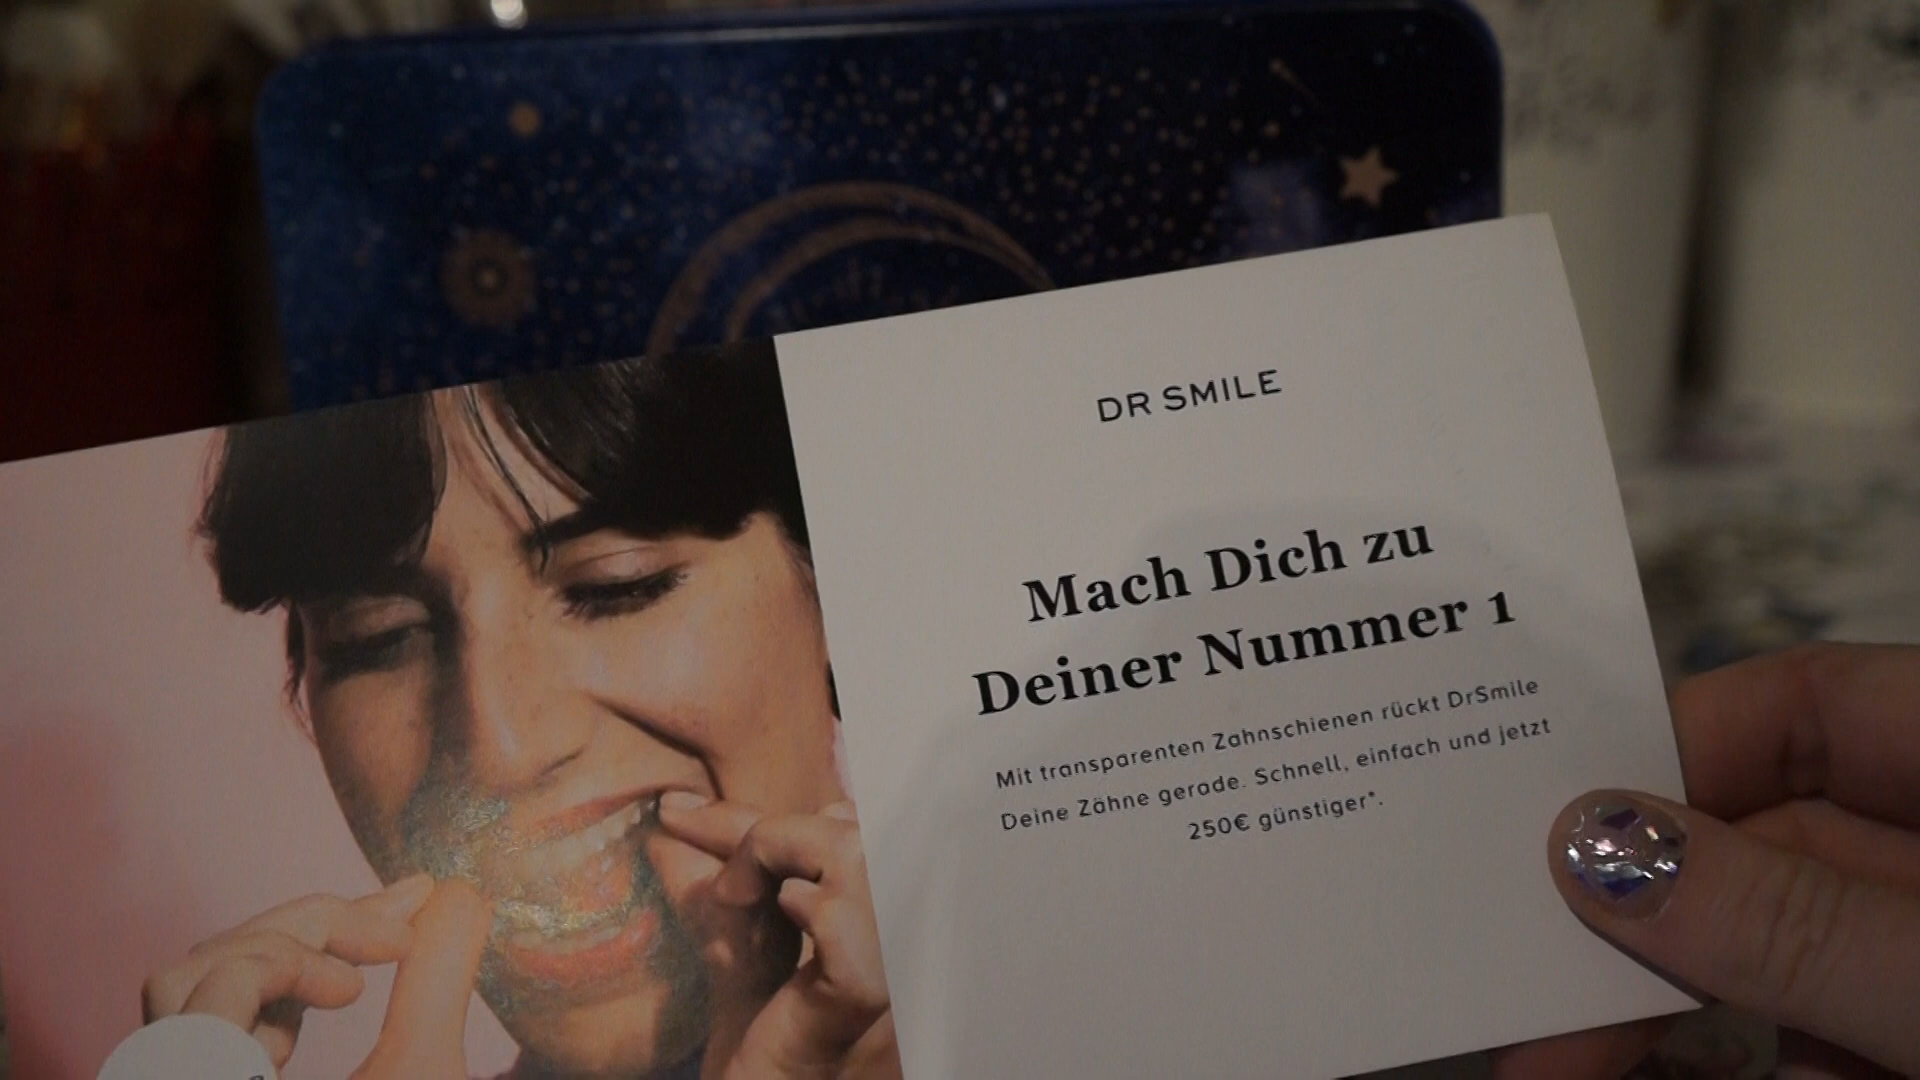 DR SMILE
Mach Dich zu
Deiner Nummer 1
Mit transparenten Zahnschienen rückt DrSmile
Deine Zähne gerade. Schnell, einfach und jetzt
250€ günstiger*.